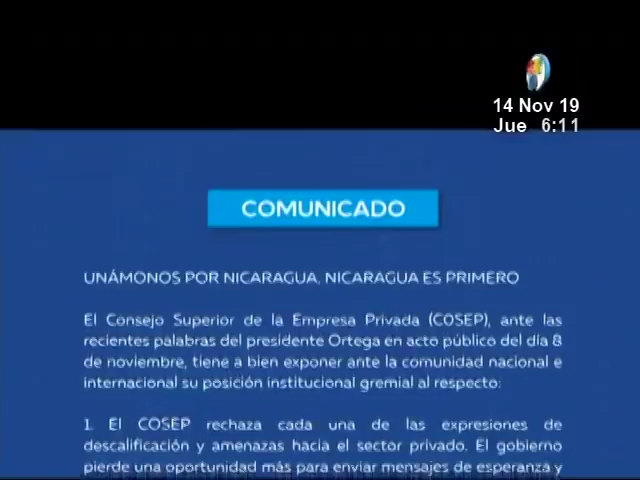 14 Nov 19
Jue 6:11
COMUNICADO
UNÁMONOS POR NICARAGUA, NICARAGUA ES PRIMERO
El Consejo Superior de la Empresa Privada (COSEP), ante las
recientes palabras del presidente Ortega en acto público del día 8
de noviembre, tiene a bien exponer ante la comunidad nacional e
internacional su posición institucional gremial al respecto:
1. El COSEP rechaza cada una de las expresiones de
descalificación y amenazas hacia el sector privado. El gobierno
pierde una oportunidad más para enviar mensajes de esperanza y